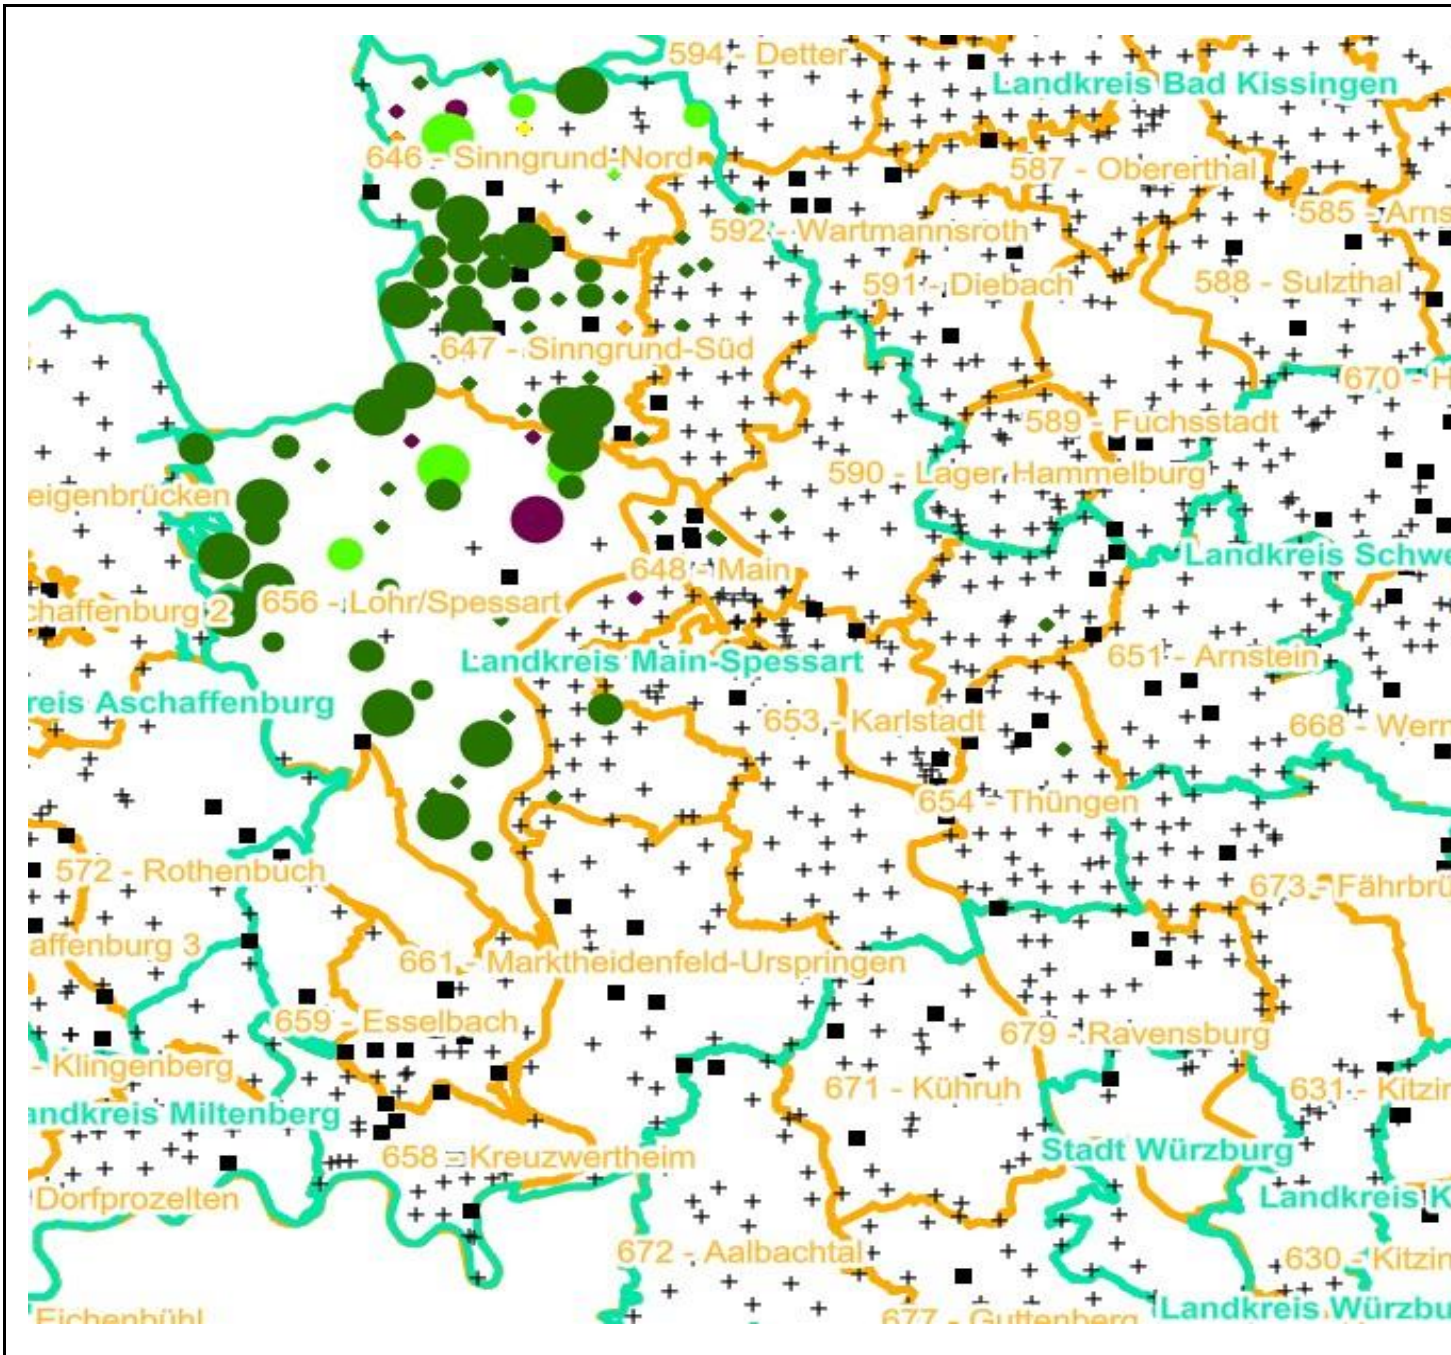 594 - Detter
Landkreis Bad Kissingen
646 - Sinngrund-Nord
587 - Obererthal
585 - Arns
592 - Wartmannsroth
591 - Diebach
588 - Sulzthal
647 - Sinngrund-Süd
670 - H
589 - Fuchsstadt
590 - Lager Hammelburg
eigenbrücken
Landkreis Schwe
648 - Main
chaffenburg 2
656 - Lohr/Spessart
Landkreis Main-Spessart
651 - Arnstein
reis Aschaffenburg
653 - Karlstadt
668 - Wern
654 - Thüngen
572 - Rothenbuch
673 - Fährbrü
affenburg 3
661 - Marktheidenfeld-Urspringen
659 - Esselbach
679 - Ravensburg
- Klingenberg
671 - Kühruh
631 - Kitzin
andkreis Miltenberg
Stadt Würzburg
658 - Kreuzwertheim
Dorfprozelten
Landkreis K
672 - Aalbachtal
630 - Kitzin
Landkreis Würzbu
Eichenbühl
677 - Guttenberg